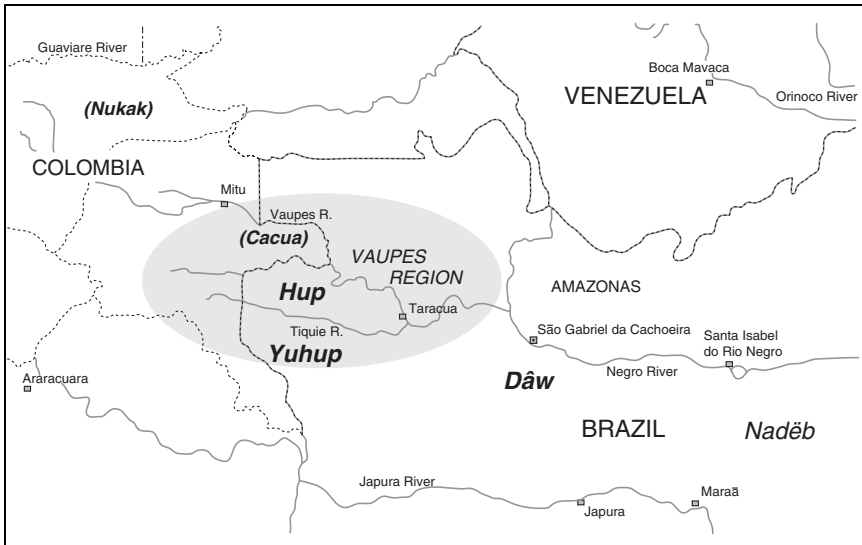 Guaviare River
(Nukak)
COLOMBIA
Boca Mavaca
VENEZUELA
Orinoco River
Mitu
Vaupes R.
(Cacua)
VAUPES
REGION
Hup
AMAZONAS
Taracua
Tiquie R.
Yuhup
São Gabriel da Cachoeira
Santa Isabel
do Rio Negro
Negro River
Araracuara
Dâw
BRAZIL
Nadëb
Japura River
Japura
Maraã